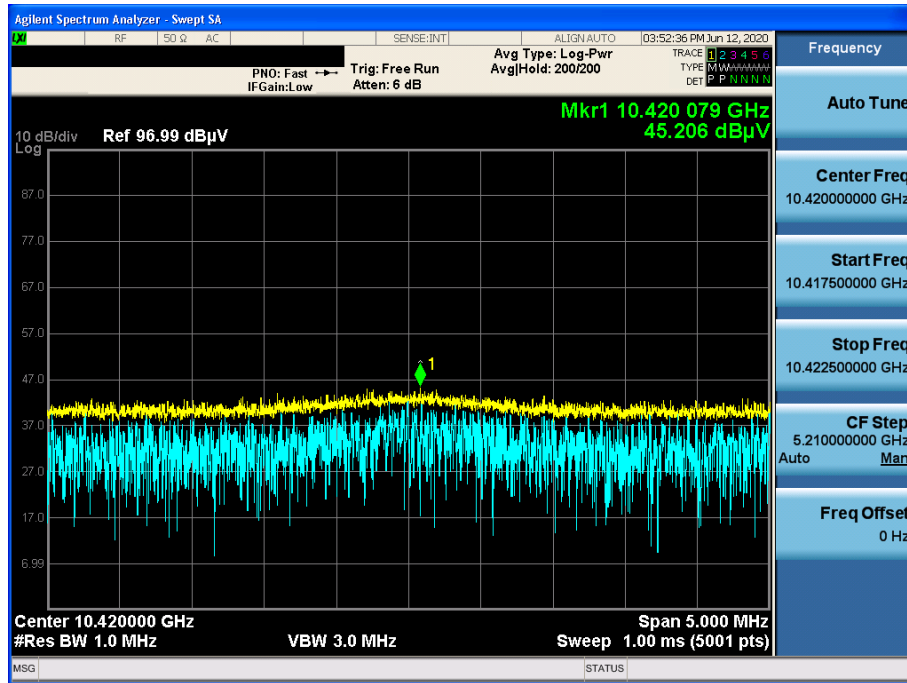 Agilent Spectrum Analyzer - Swept SA
LXI RF 50 Ω AC SENSE:INT ALIGN AUTO 03:52:36 PM Jun 12, 2020
PNO: Fast Trig: Free Run Avg Type: Log-Pwr TRACE 1 2 3 4 5 6
IFGain:Low Atten: 6 dB Avg|Hold: 200/200 TYPE M
DET P P N N N N
Mkr1 10.420 079 GHz
45.206 dBµV
10 dB/div Ref 96.99 dBµV
Log
87.0
77.0
67.0
57.0
1
47.0
37.0
27.0
17.0
6.99
Center 10.420000 GHz Span 5.000 MHz
#Res BW 1.0 MHz VBW 3.0 MHz Sweep 1.00 ms (5001 pts)
MSG STATUS
Frequency
Auto Tune
Center Freq
10.420000000 GHz
Start Freq
10.417500000 GHz
Stop Freq
10.422500000 GHz
CF Step
5.210000000 GHz
Auto Man
Freq Offset
0 Hz